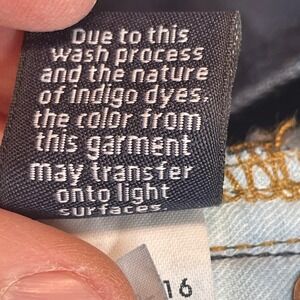 Due to this
wash process
and the nature
of indigo dyes,
the color from
this garment
may transfer
onto light
surfaces.
16